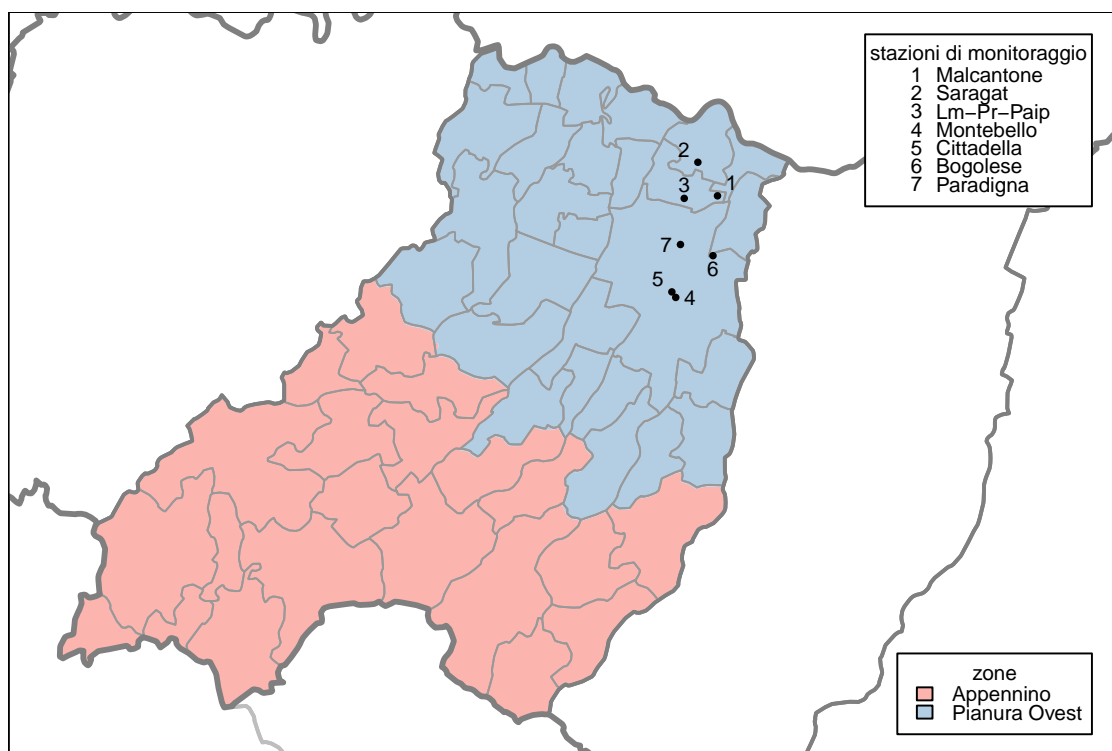 stazioni di monitoraggio
1 Malcantone
2 Saragat
3 Lm−Pr−Paip
4 Montebello
5 Cittadella
6 Bogolese
7 Paradigna
2
3
1
7
6
5
4
zone
Appennino
Pianura Ovest